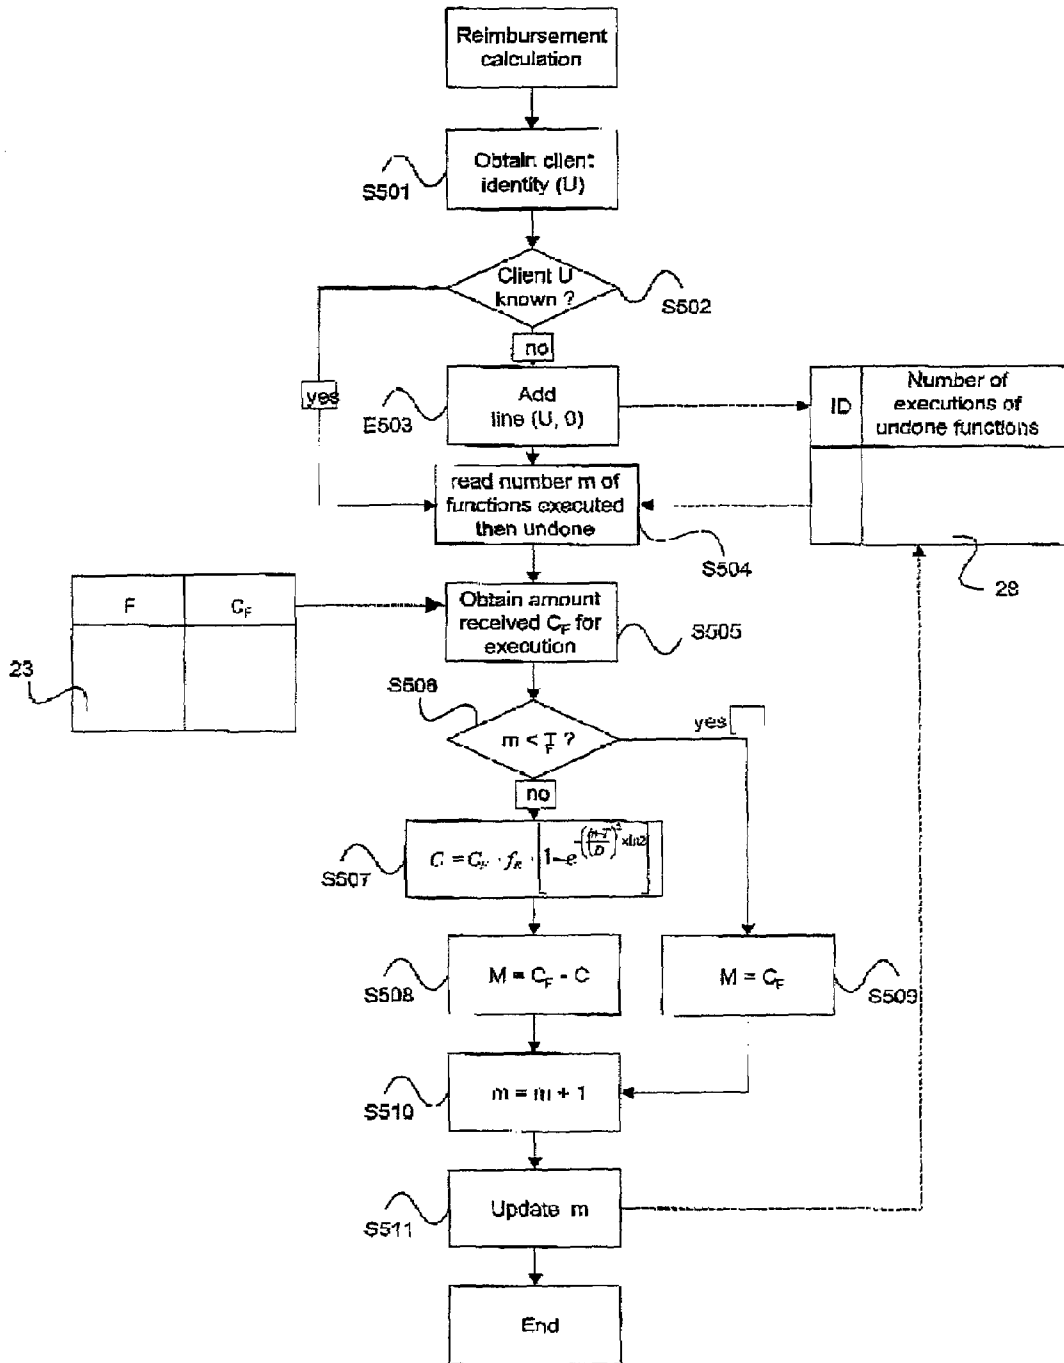 Reimbursement
calculation
Obtain client
identity (U)
S501
Client U
known ?
S502
no
yes
Add
line (U, 0)
E503
ID
Number of
executions of
undone functions
read number m of
functions executed
then undone
S504
28
F
C_F
23
Obtain amount
received C_F for
execution
S505
S506
m < T_F ?
yes
no
S507
M = C_F - C
S508
M = C_F
S509
m = m + 1
S510
Update m
S511
End